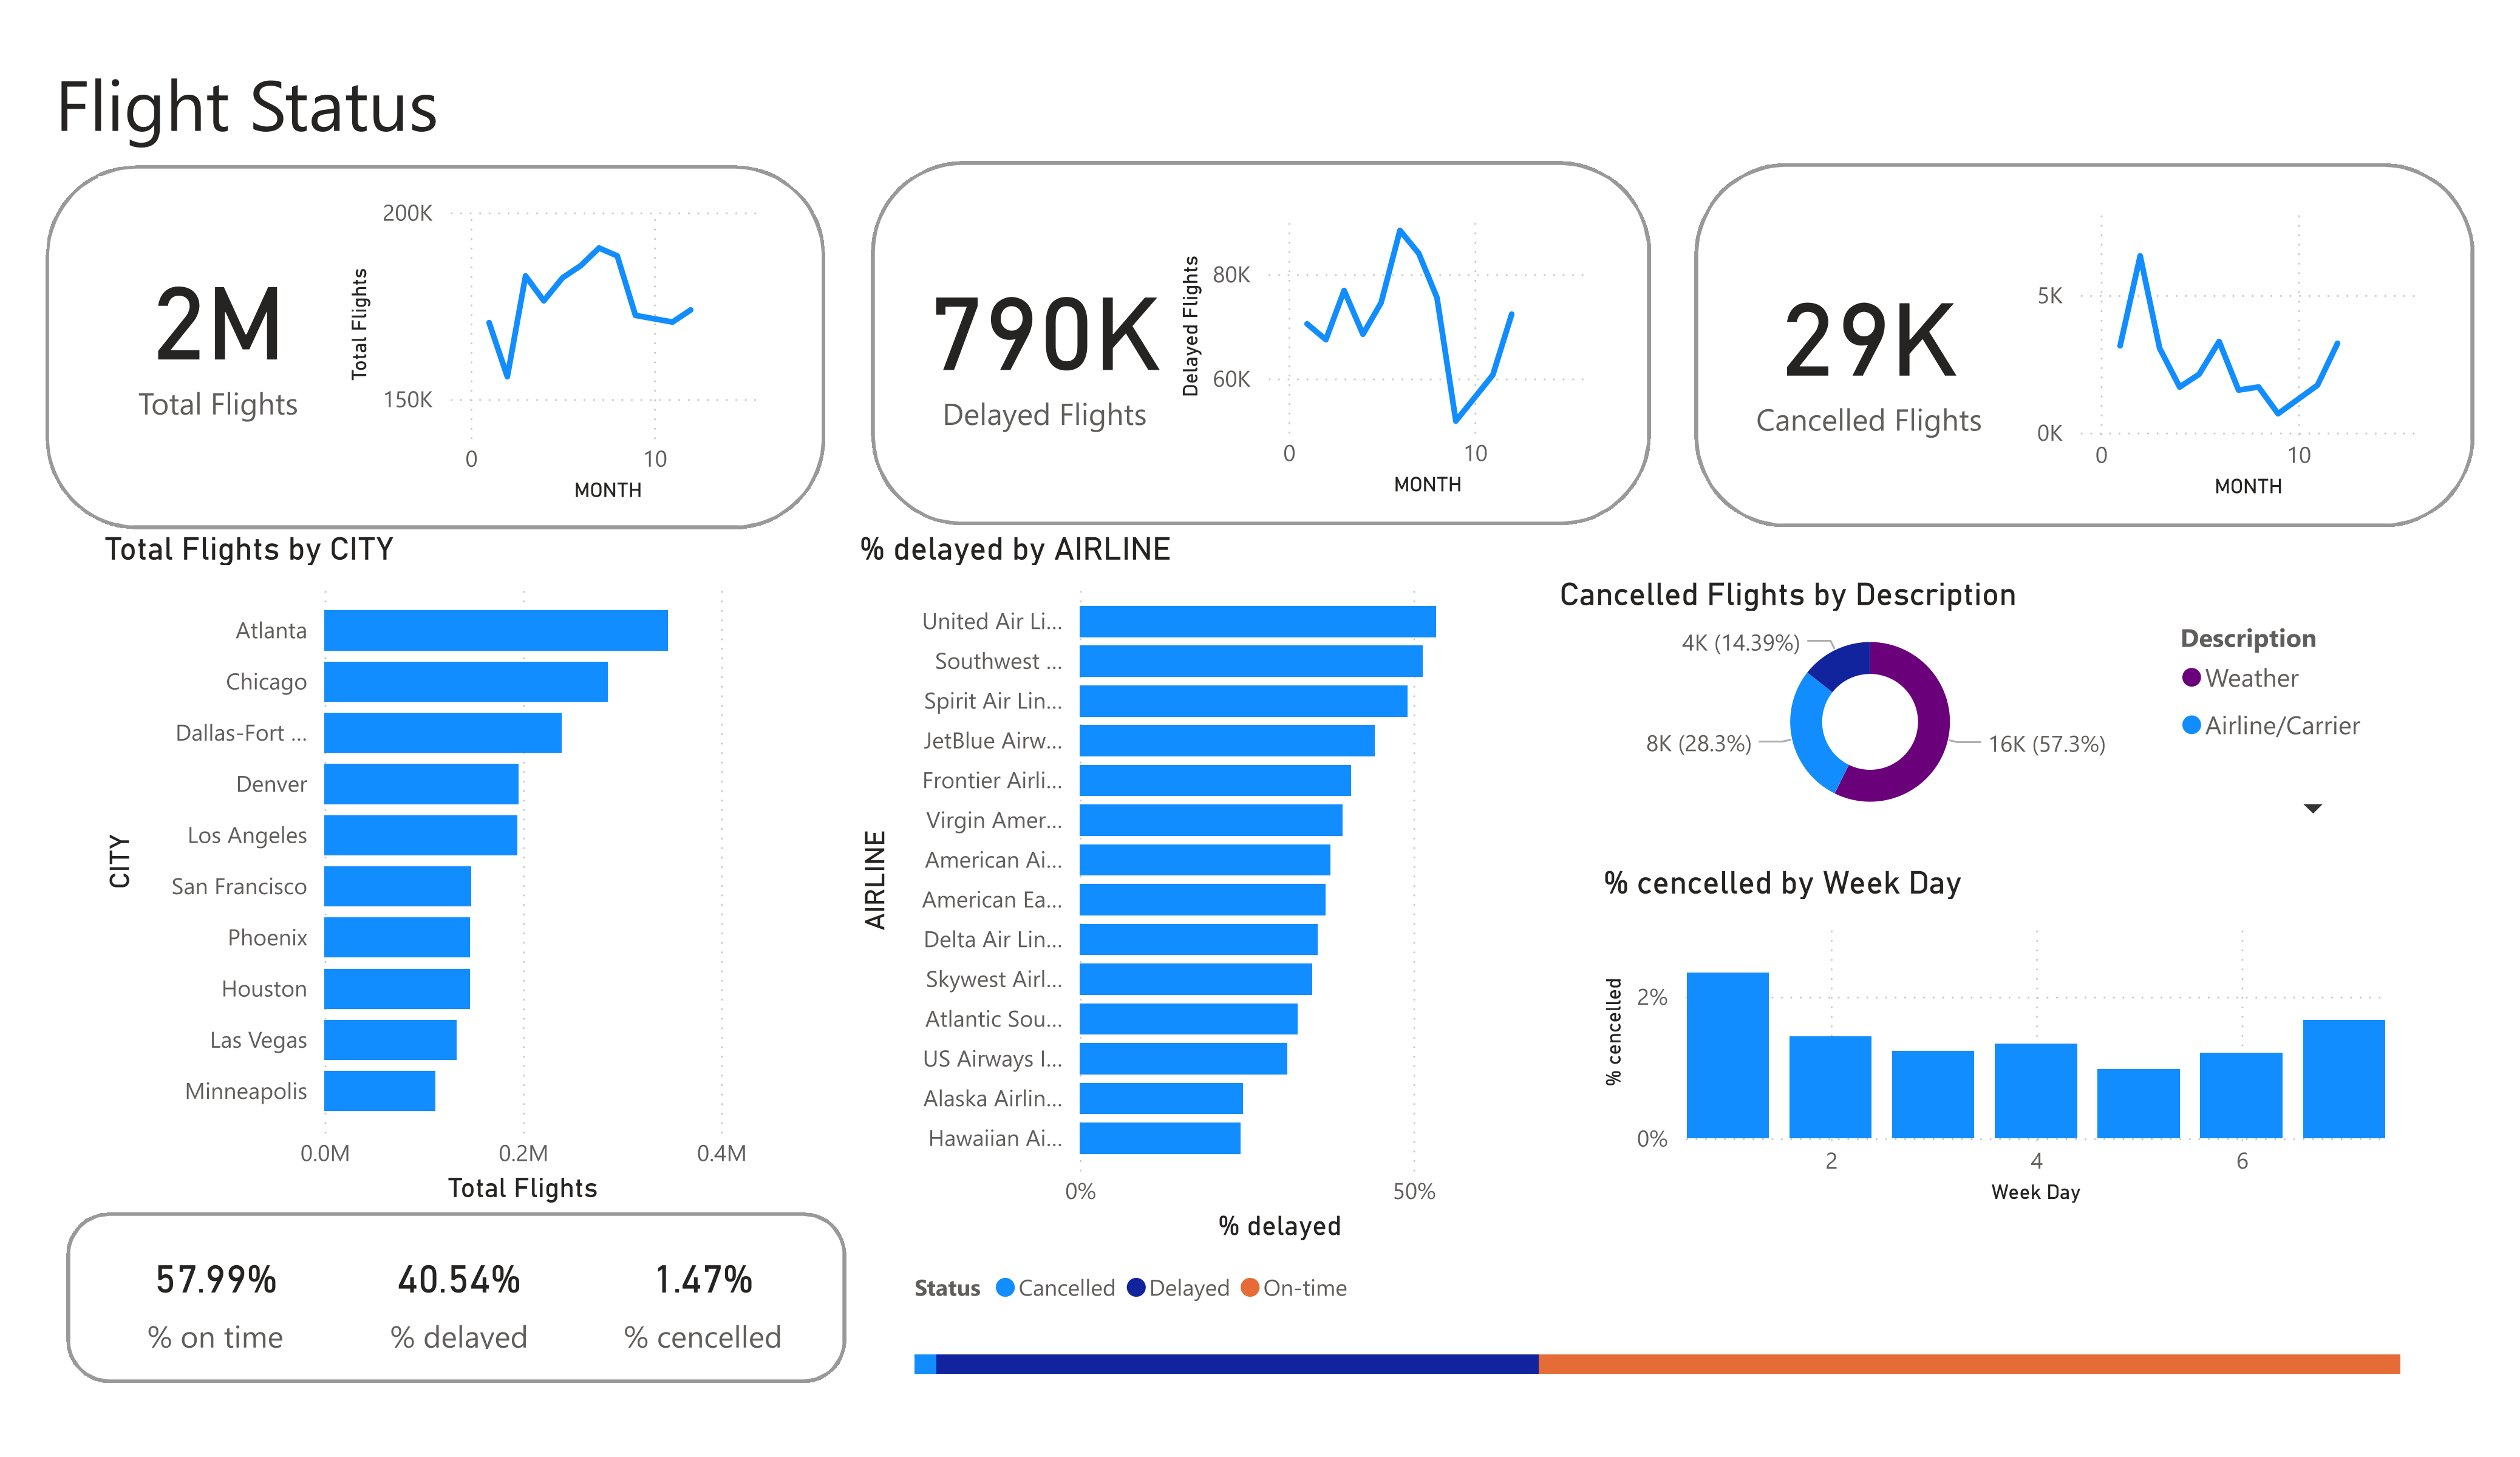 Flight Status
2M
Total Flights
Total Flights
200K
150K
0
10
MONTH
790K
Delayed Flights
Delayed Flights
80K
60K
0
10
MONTH
29K
Cancelled Flights
5K
0K
0
10
MONTH
Total Flights by CITY
CITY
Atlanta
Chicago
Dallas-Fort ...
Denver
Los Angeles
San Francisco
Phoenix
Houston
Las Vegas
Minneapolis
0.0M
0.2M
0.4M
Total Flights
% delayed by AIRLINE
AIRLINE
United Air Li...
Southwest ...
Spirit Air Lin...
JetBlue Airw...
Frontier Airli...
Virgin Amer...
American Ai...
American Ea...
Delta Air Lin...
Skywest Airl...
Atlantic Sou...
US Airways I...
Alaska Airlin...
Hawaiian Ai...
0%
50%
% delayed
Cancelled Flights by Description
4K (14.39%)
8K (28.3%)
16K (57.3%)
Description
Weather
Airline/Carrier
% cencelled by Week Day
% cencelled
2%
0%
2
4
6
Week Day
57.99%
% on time
40.54%
% delayed
1.47%
% cencelled
Status Cancelled Delayed On-time